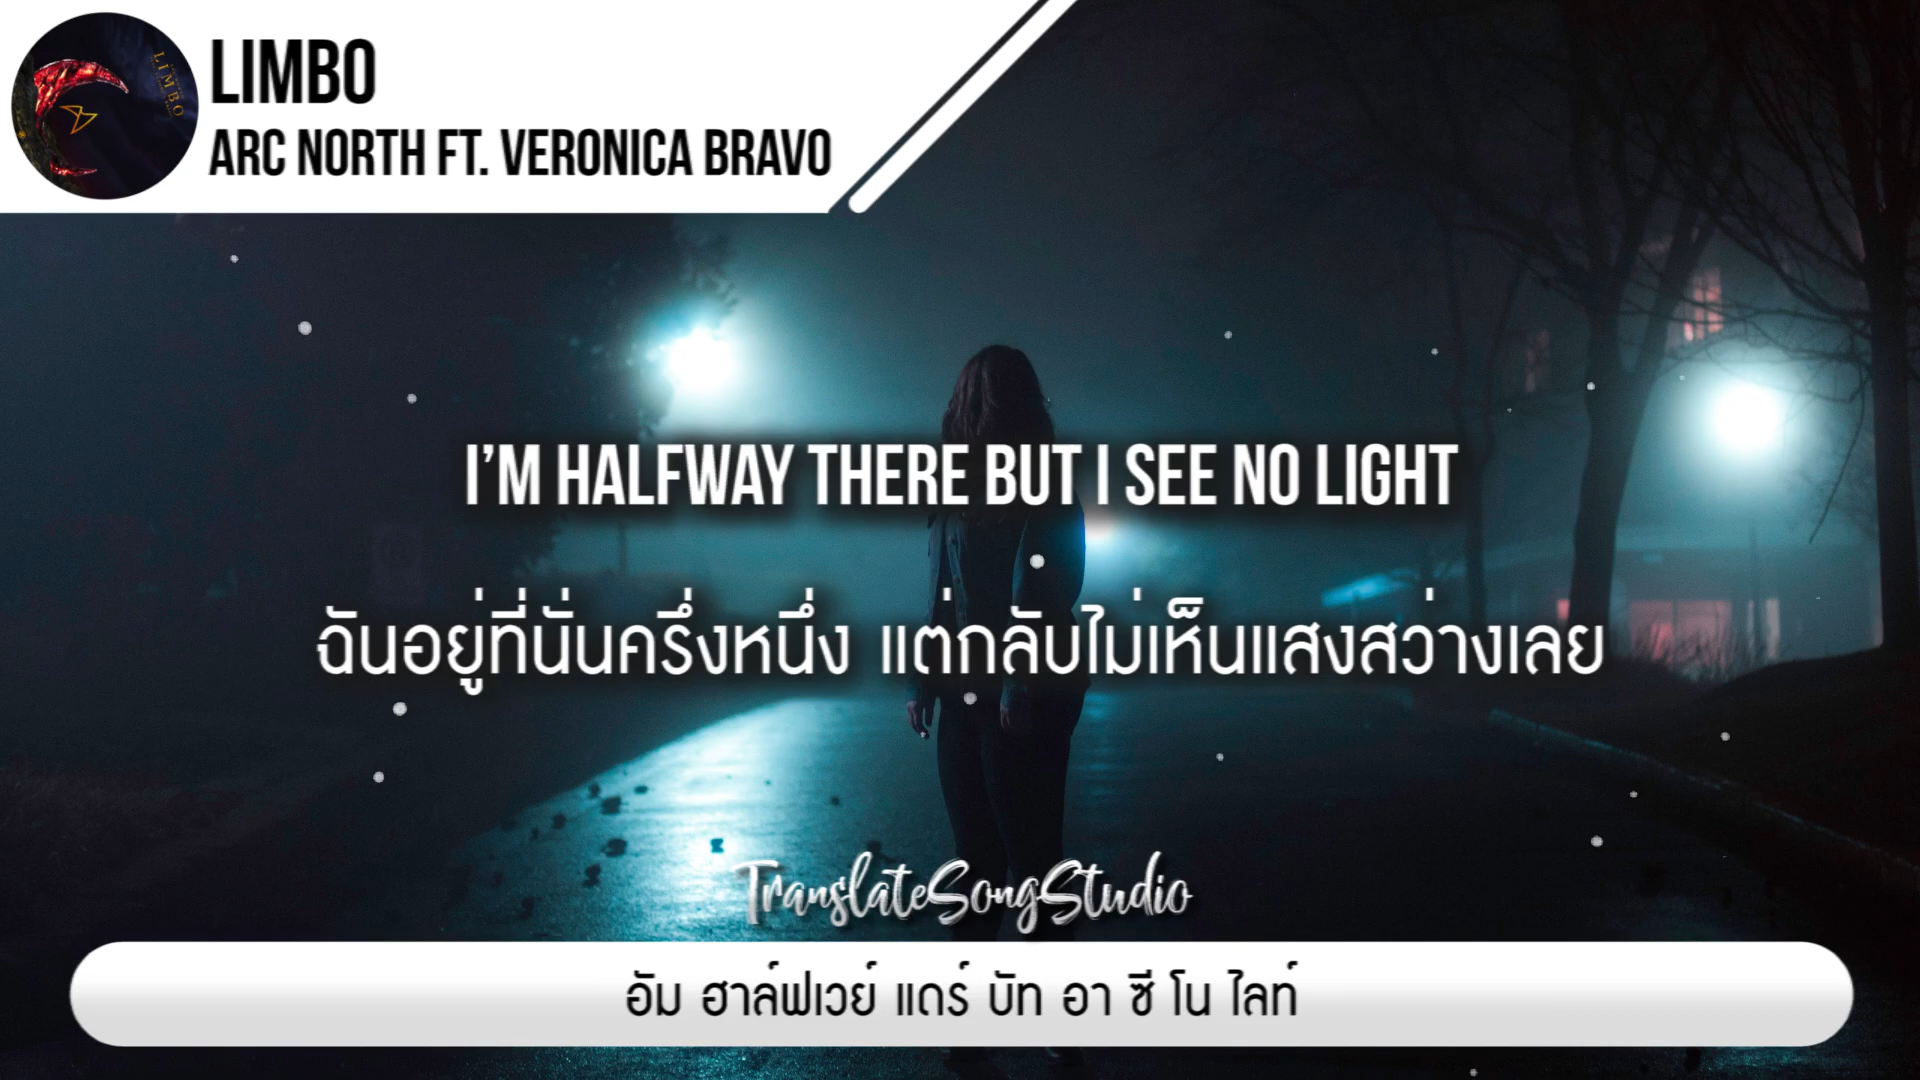 LIMBO
LIMBO
ARC NORTH FT. VERONICA BRAVO
I'M HALFWAY THERE BUT I SEE NO LIGHT
ฉันอยู่ที่นั่นครึ่งหนึ่ง แต่กลับไม่เห็นแสงสว่างเลย
TranslateSongStudio
อัม ฮาล์ฟเวย์ แดร์ บัท อา ซี โน ไลท์